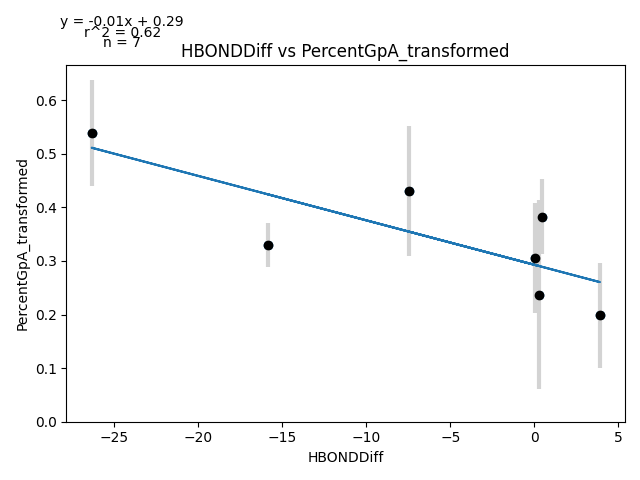 y = -0.01x + 0.29
r^2 = 0.62
n = 7
HBONDDiff vs PercentGpA_transformed
PercentGpA_transformed
0.6
0.5
0.4
0.3
0.2
0.1
0.0
−25
−20
−15
−10
−5
0
5
HBONDDiff